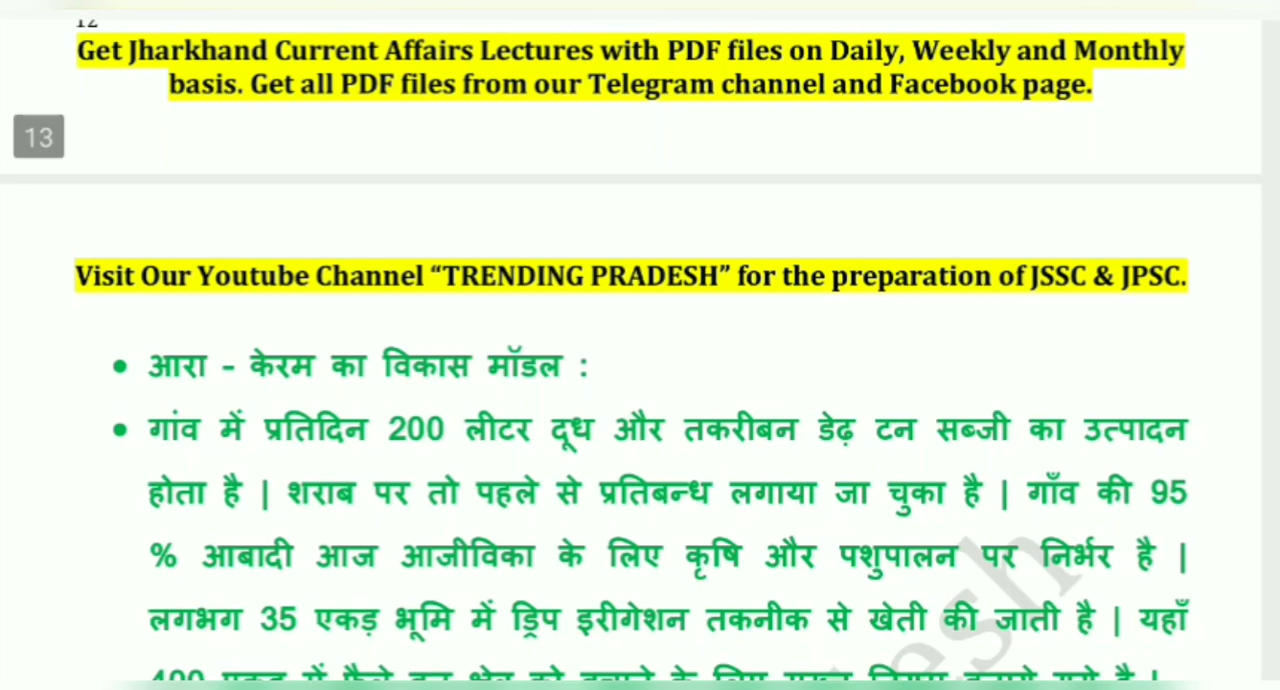 12
Get Jharkhand Current Affairs Lectures with PDF files on Daily, Weekly and Monthly
basis. Get all PDF files from our Telegram channel and Facebook page.
13
Visit Our Youtube Channel “TRENDING PRADESH” for the preparation of JSSC & JPSC.
• आरा - केरम का विकास मॉडल :
• गांव में प्रतिदिन 200 लीटर दूध और तकरीबन डेढ़ टन सब्जी का उत्पादन
होता है | शराब पर तो पहले से प्रतिबन्ध लगाया जा चुका है | गाँव की 95
% आबादी आज आजीविका के लिए कृषि और पशुपालन पर निर्भर है |
लगभग 35 एकड़ भूमि में ड्रिप इरीगेशन तकनीक से खेती की जाती है | यहाँ
esh